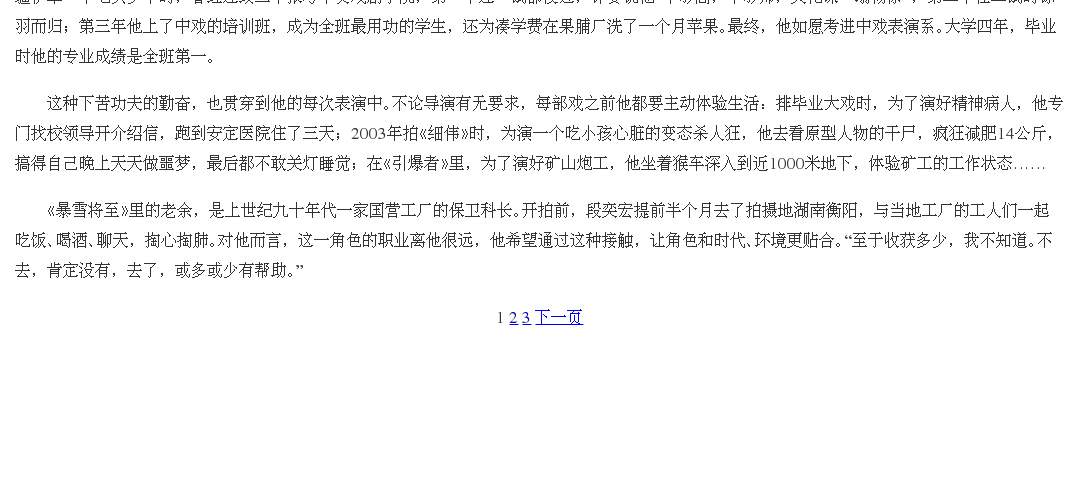 羽而归；第三年他上了中戏的培训班，成为全班最用功的学生，还为凑学费在果脯厂洗了一个月苹果。最终，他如愿考进中戏表演系。大学四年，毕业
时他的专业成绩是全班第一。
这种下苦功夫的勤奋，也贯穿到他的每次表演中。不论导演有无要求，每部戏之前他都要主动体验生活：排毕业大戏时，为了演好精神病人，他专
门找校领导开介绍信，跑到安定医院住了三天；2003年拍《细伟》时，为演一个吃小孩心脏的变态杀人狂，他去看原型人物的干尸，疯狂减肥14公斤，
搞得自己晚上天天做噩梦，最后都不敢关灯睡觉；在《引爆者》里，为了演好矿山炮工，他坐着猴车深入到近1000米地下，体验矿工的工作状态……
《暴雪将至》里的老余，是上世纪九十年代一家国营工厂的保卫科长。开拍前，段奕宏提前半个月去了拍摄地湖南衡阳，与当地工厂的工人们一起
吃饭、喝酒、聊天，掏心掏肺。对他而言，这一角色的职业离他很远，他希望通过这种接触，让角色和时代、环境更贴合。“至于收获多少，我不知道。不
去，肯定没有，去了，或多或少有帮助。”
1 2 3 下一页